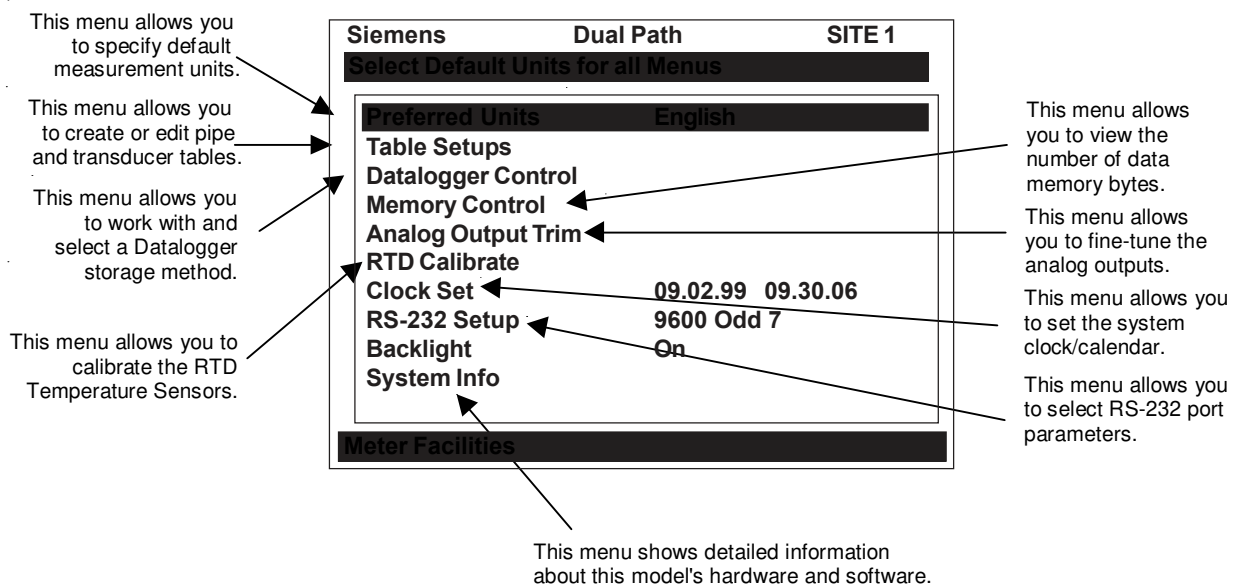 This menu allows you
to specify default
measurement units.
This menu allows you
to create or edit pipe
and transducer tables.
This menu allows you
to work with and
select a Datalogger
storage method.
This menu allows you to
calibrate the RTD
Temperature Sensors.
Siemens Dual Path SITE 1
Select Default Units for all Menus
Preferred Units English
Table Setups
Datalogger Control
Memory Control
Analog Output Trim
RTD Calibrate
Clock Set 09.02.99 09.30.06
RS-232 Setup 9600 Odd 7
Backlight On
System Info
Meter Facilities
This menu allows
you to view the
number of data
memory bytes.
This menu allows
you to fine-tune the
analog outputs.
This menu allows you
to set the system
clock/calendar.
This menu allows you
to select RS-232 port
parameters.
This menu shows detailed information
about this model's hardware and software.